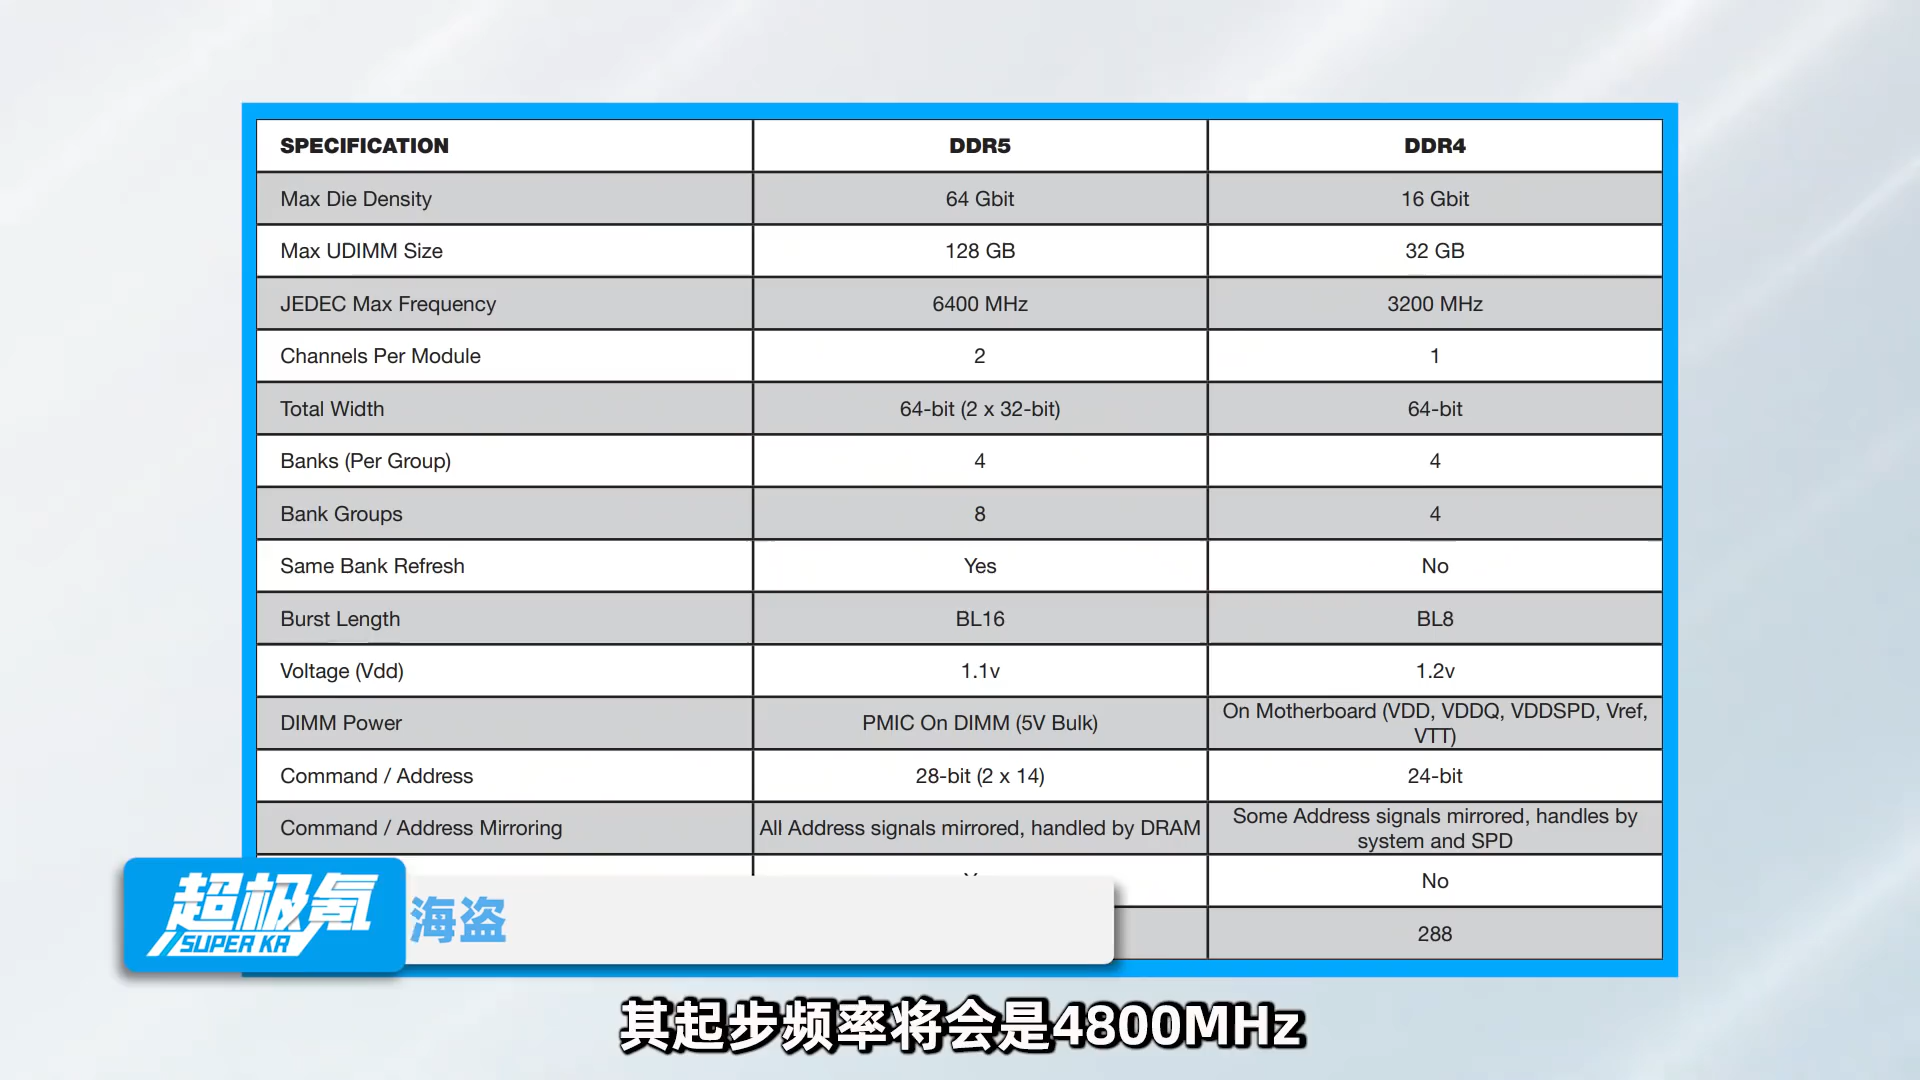 SPECIFICATION DDR5 DDR4
Max Die Density 64 Gbit 16 Gbit
Max UDIMM Size 128 GB 32 GB
JEDEC Max Frequency 6400 MHz 3200 MHz
Channels Per Module 2 1
Total Width 64-bit (2 x 32-bit) 64-bit
Banks (Per Group) 4 4
Bank Groups 8 4
Same Bank Refresh Yes No
Burst Length BL16 BL8
Voltage (Vdd) 1.1v 1.2v
DIMM Power PMIC On DIMM (5V Bulk) On Motherboard (VDD, VDDQ, VDDSPD, Vref,
VTT)
Command / Address 28-bit (2 x 14) 24-bit
Command / Address Mirroring All Address signals mirrored, handled by DRAM Some Address signals mirrored, handles by
system and SPD
No
288
超极氪
SUPER KR
海盗
其起步频率将会是4800MHz